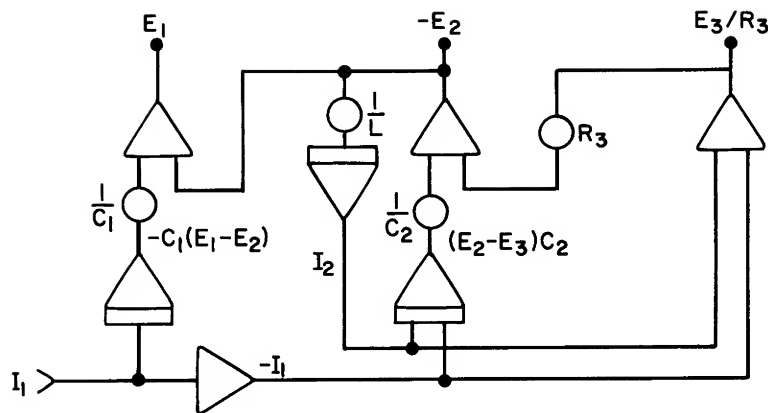 E₁
-E₂
E₃/R₃
1/L
R₃
1/C₁
-C₁(E₁-E₂)
1/C₂
(E₂-E₃)C₂
I₂
I₁
-I₁